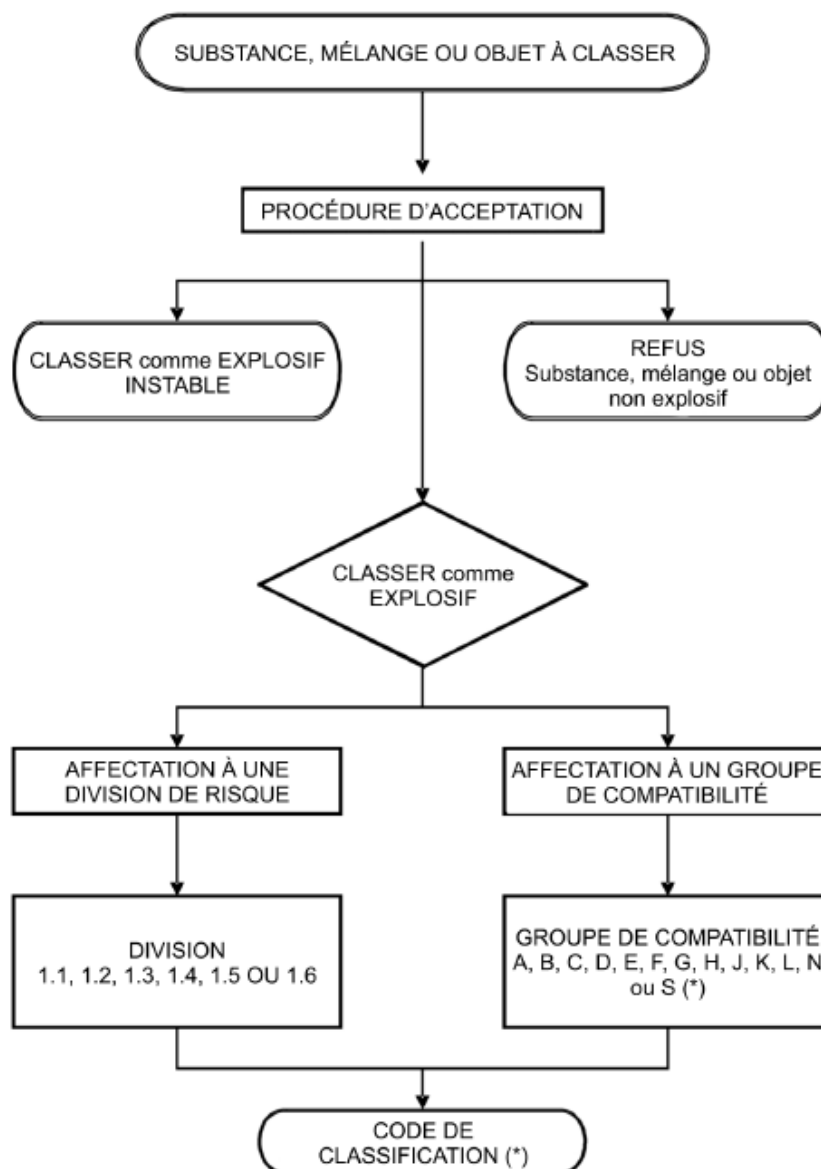 SUBSTANCE, MÉLANGE OU OBJET À CLASSER
PROCÉDURE D'ACCEPTATION
CLASSER comme EXPLOSIF
INSTABLE
REFUS
Substance, mélange ou objet
non explosif
CLASSER comme
EXPLOSIF
AFFECTATION À UNE
DIVISION DE RISQUE
AFFECTATION À UN GROUPE
DE COMPATIBILITÉ
DIVISION
1.1, 1.2, 1.3, 1.4, 1.5 OU 1.6
GROUPE DE COMPATIBILITÉ
A, B, C, D, E, F, G, H, J, K, L, N
ou S (*)
CODE DE
CLASSIFICATION (*)